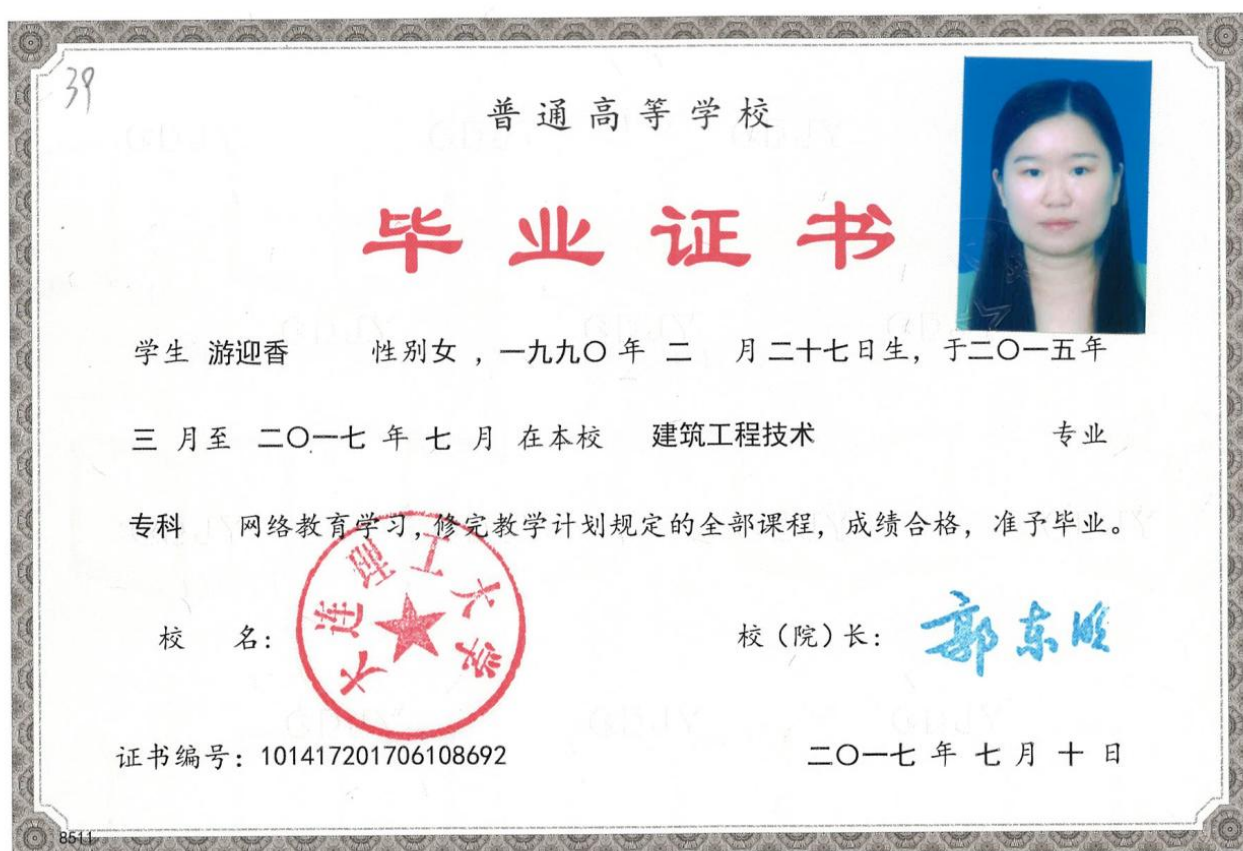 39
普通高等学校
毕业证书
学生 游迎香 性别女 ，一九九〇 年 二 月二十七日生，于二〇一五年
三 月至 二〇一七 年 七 月 在本校 建筑工程技术 专业
专科 网络教育学习，修完教学计划规定的全部课程，成绩合格，准予毕业。
校 名：
大连理工大学
校（院）长：
郭东明
证书编号：101417201706108692
二〇一七 年 七 月 十 日
8511